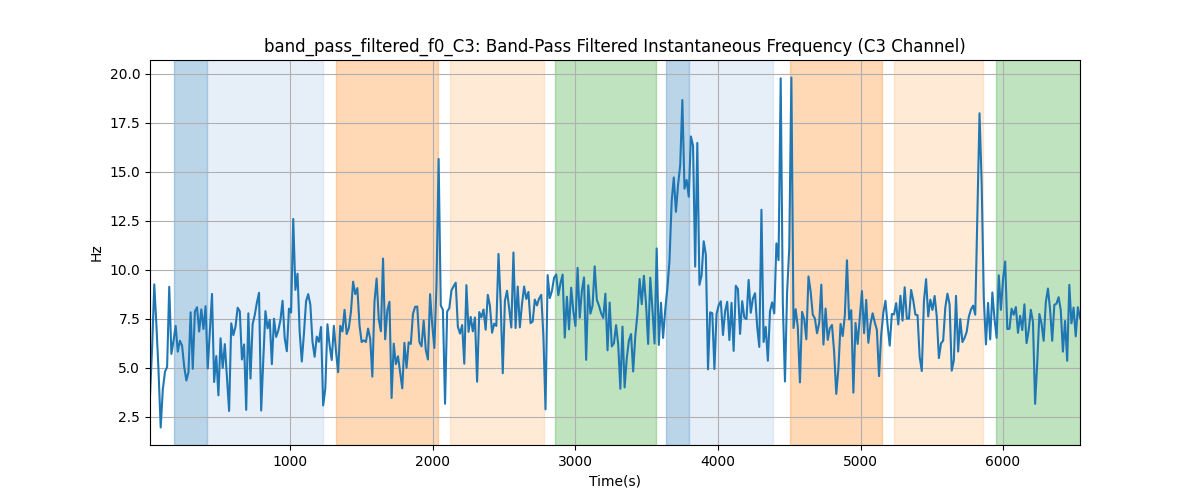 band_pass_filtered_f0_C3: Band-Pass Filtered Instantaneous Frequency (C3 Channel)
20.0
17.5
15.0
12.5
10.0
7.5
5.0
2.5
Hz
1000 2000 3000 4000 5000 6000
Time(s)